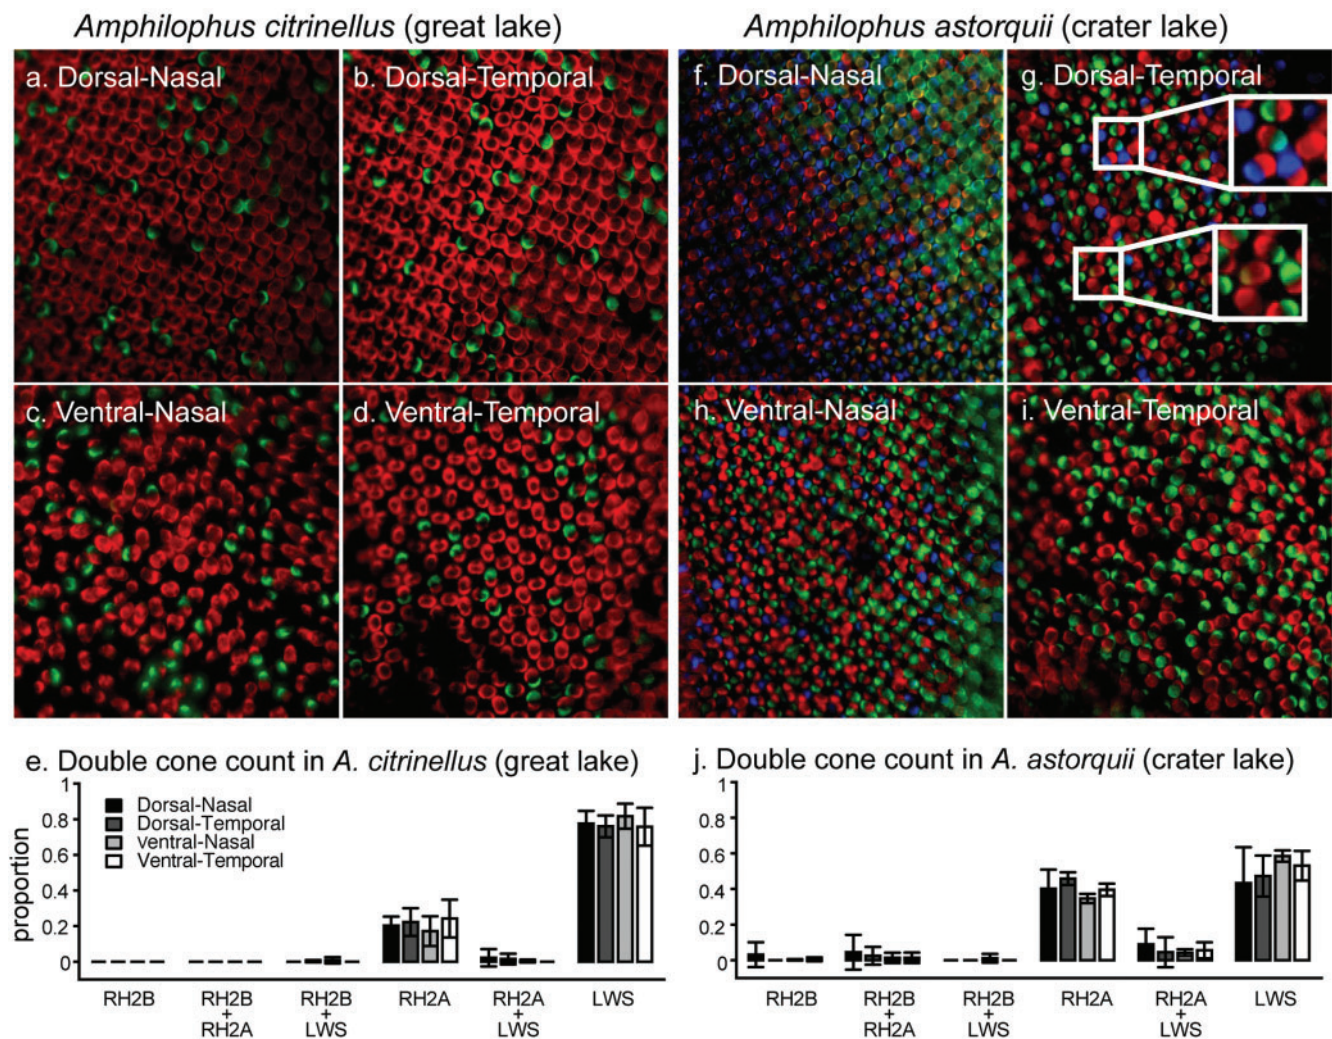 Amphilophus citrinellus (great lake)
Amphilophus astorquii (crater lake)
a. Dorsal-Nasal
b. Dorsal-Temporal
f. Dorsal-Nasal
g. Dorsal-Temporal
c. Ventral-Nasal
d. Ventral-Temporal
h. Ventral-Nasal
i. Ventral-Temporal
e. Double cone count in A. citrinellus (great lake)
proportion
1
0.8
0.6
0.4
0.2
0
Dorsal-Nasal
Dorsal-Temporal
ventral-Nasal
Ventral-Temporal
RH2B
RH2B
+
RH2A
RH2B
+
LWS
RH2A
RH2A
+
LWS
LWS
j. Double cone count in A. astorquii (crater lake)
1
0.8
0.6
0.4
0.2
0
RH2B
RH2B
+
RH2A
RH2B
+
LWS
RH2A
RH2A
+
LWS
LWS